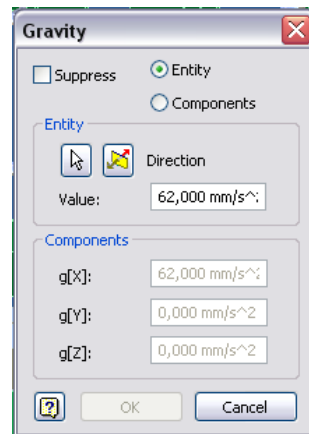 Gravity
Suppress
Entity
Components
Entity
Direction
Value: 62,000 mm/s^
Components
g[X]: 62,000 mm/s^2
g[Y]: 0,000 mm/s^2
g[Z]: 0,000 mm/s^2
? OK Cancel